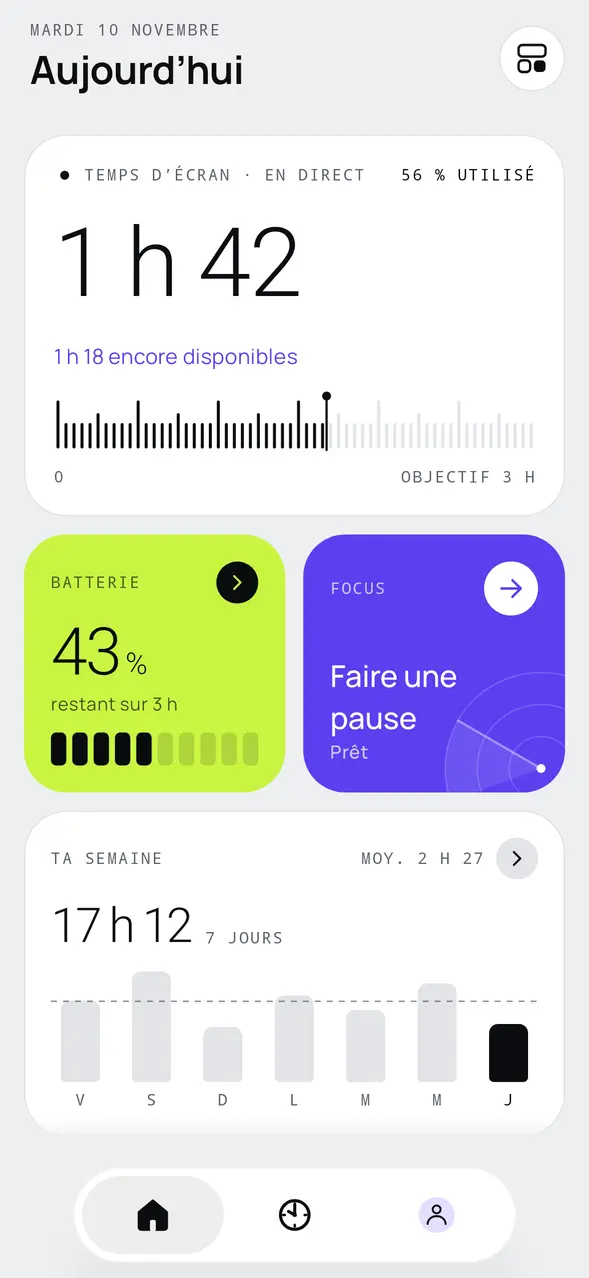 MARDI 10 NOVEMBRE
Aujourd’hui
TEMPS D’ÉCRAN · EN DIRECT 56 % UTILISÉ
1 h 42
1 h 18 encore disponibles
0 OBJECTIF 3 H
BATTERIE
43 %
restant sur 3 h
FOCUS
Faire une
pause
Prêt
TA SEMAINE MOY. 2 H 27
17 h 12 7 JOURS
V S D L M M J